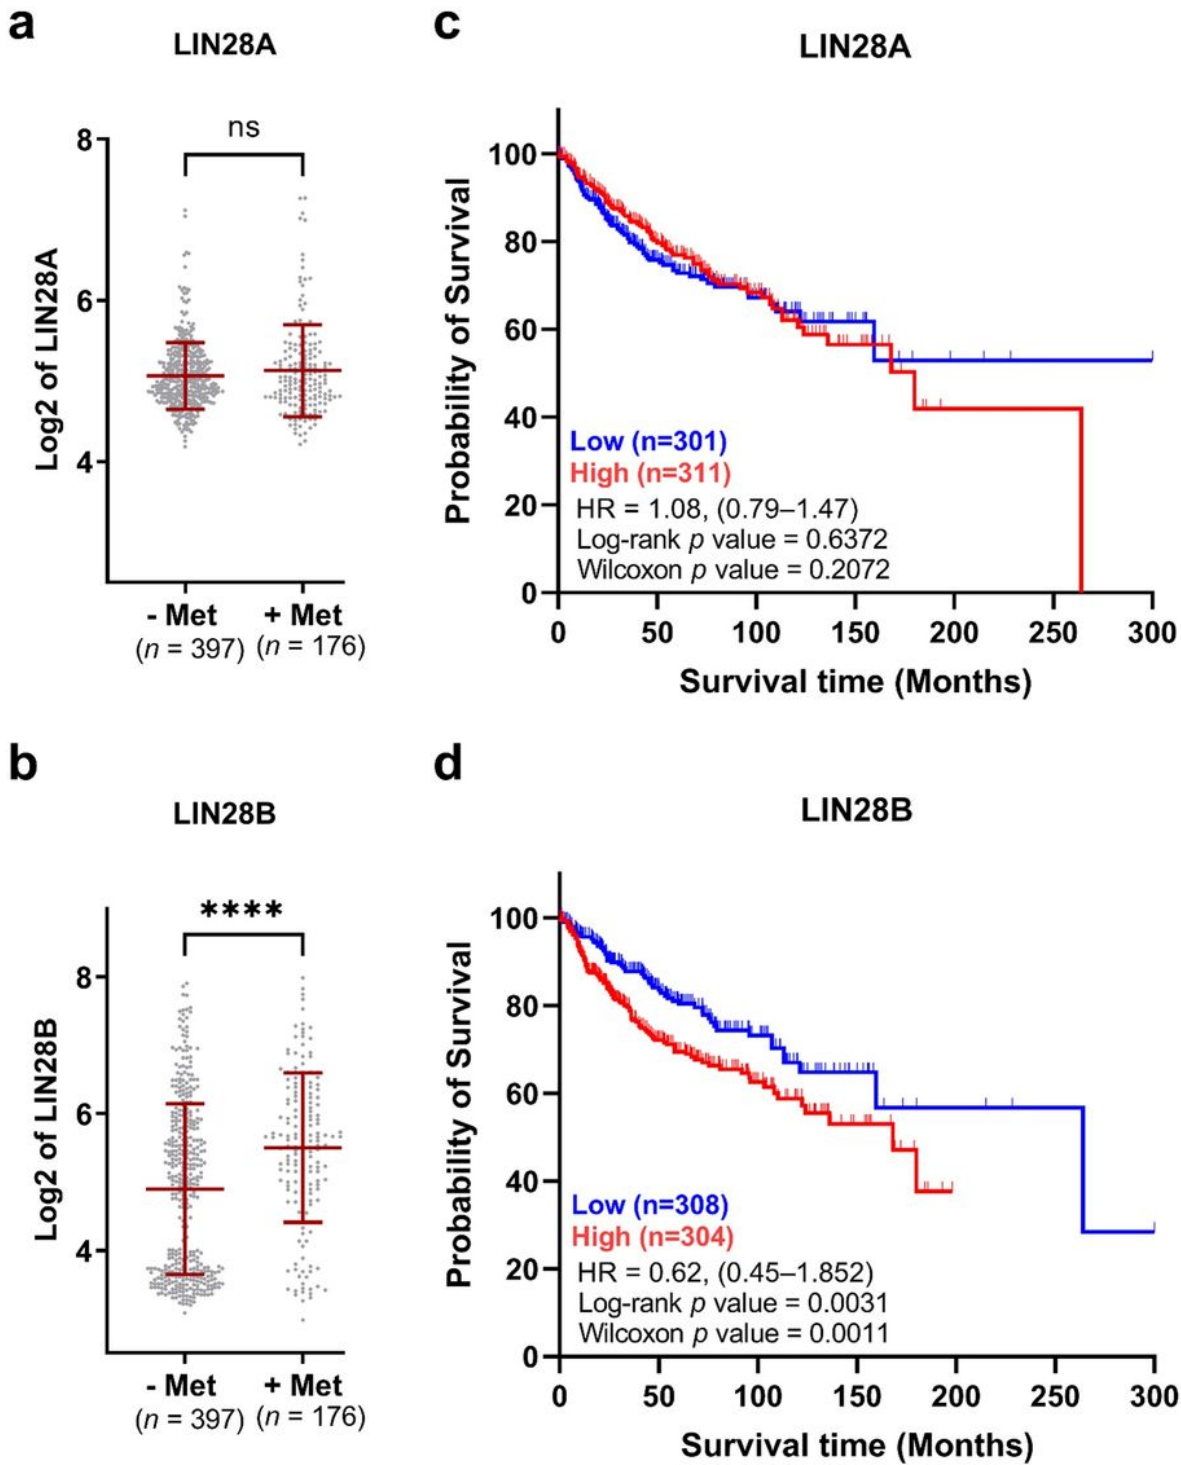 a
LIN28A
ns
8
6
4
Log2 of LIN28A
- Met
+ Met
(n = 397)
(n = 176)
c
LIN28A
100
80
60
40
20
0
Probability of Survival
Low (n=301)
High (n=311)
HR = 1.08, (0.79–1.47)
Log-rank p value = 0.6372
Wilcoxon p value = 0.2072
0 50 100 150 200 250 300
Survival time (Months)
b
LIN28B
****
8
6
4
Log2 of LIN28B
- Met
+ Met
(n = 397)
(n = 176)
d
LIN28B
100
80
60
40
20
0
Probability of Survival
Low (n=308)
High (n=304)
HR = 0.62, (0.45–1.852)
Log-rank p value = 0.0031
Wilcoxon p value = 0.0011
0 50 100 150 200 250 300
Survival time (Months)